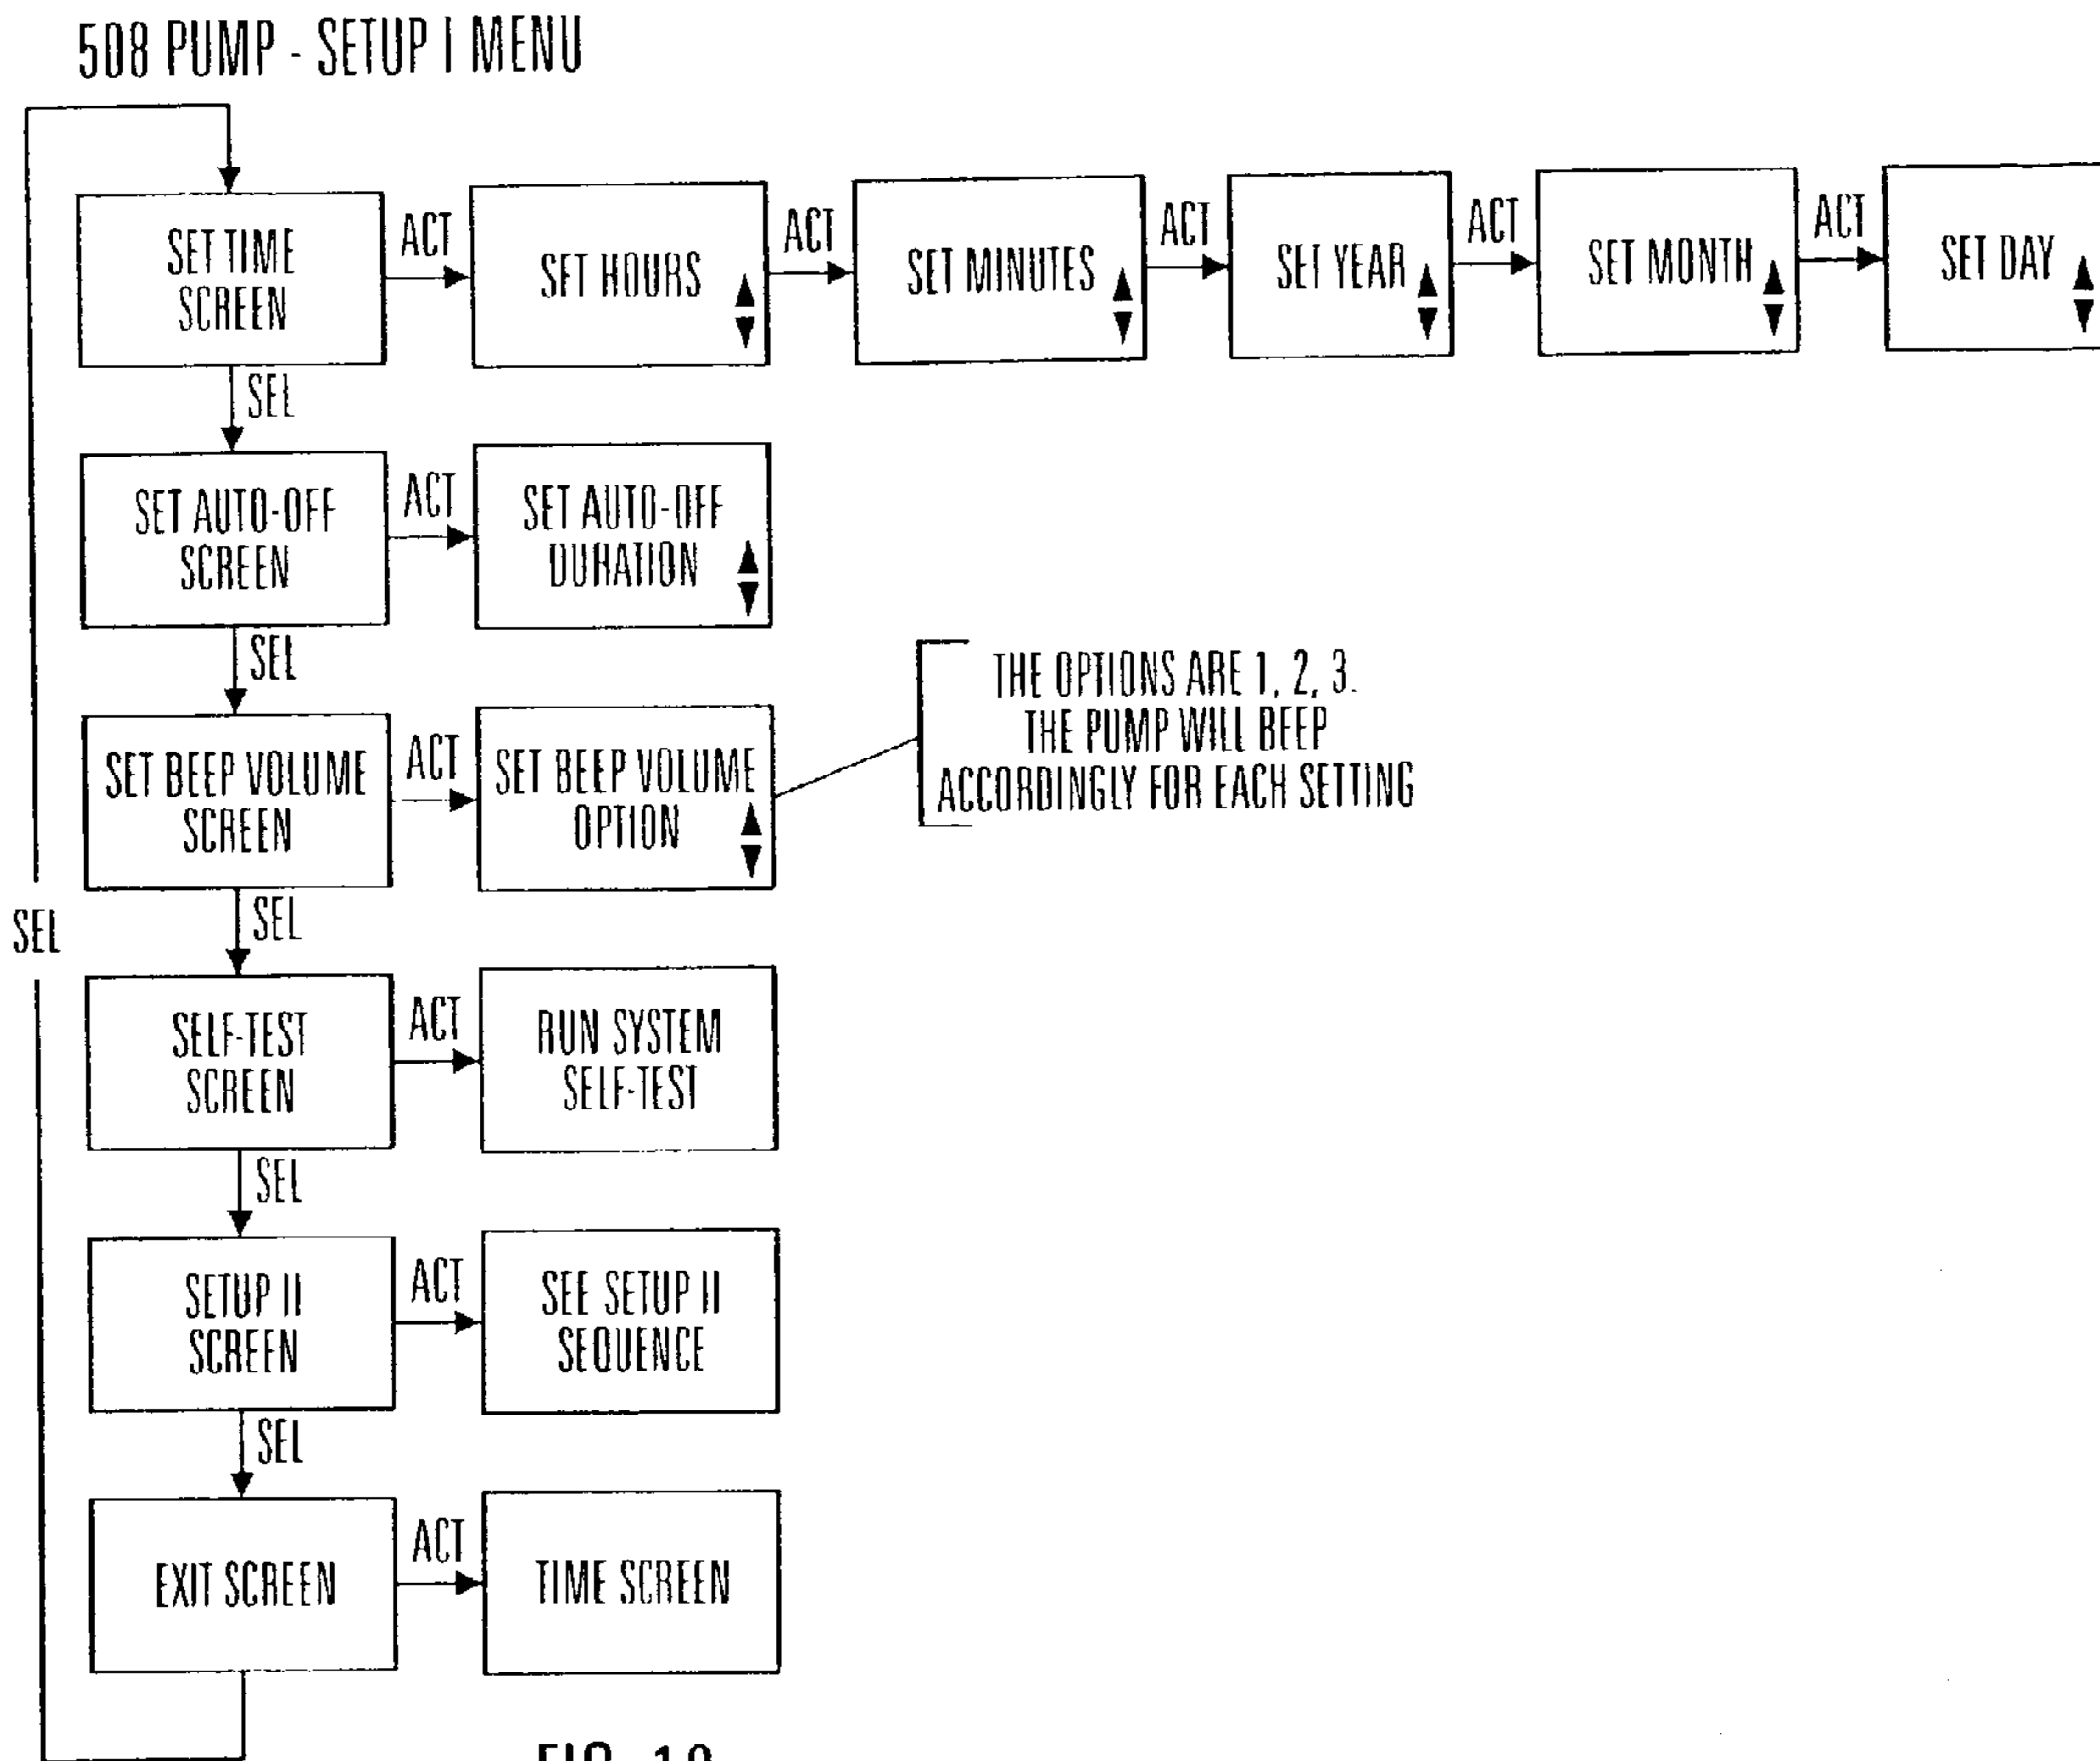 508 PUMP - SETUP I MENU
SET TIME
SCREEN
ACT
SET HOURS
ACT
SET MINUTES
ACT
SET YEAR
ACT
SET MONTH
ACT
SET DAY
SEL
SET AUTO-OFF
SCREEN
ACT
SET AUTO-OFF
DURATION
SEL
SET BEEP VOLUME
SCREEN
ACT
SET BEEP VOLUME
OPTION
THE OPTIONS ARE 1, 2, 3.
THE PUMP WILL BEEP
ACCORDINGLY FOR EACH SETTING
SEL
SEL
SELF-TEST
SCREEN
ACT
RUN SYSTEM
SELF-TEST
SEL
SETUP II
SCREEN
ACT
SEE SETUP II
SEQUENCE
SEL
EXIT SCREEN
ACT
TIME SCREEN